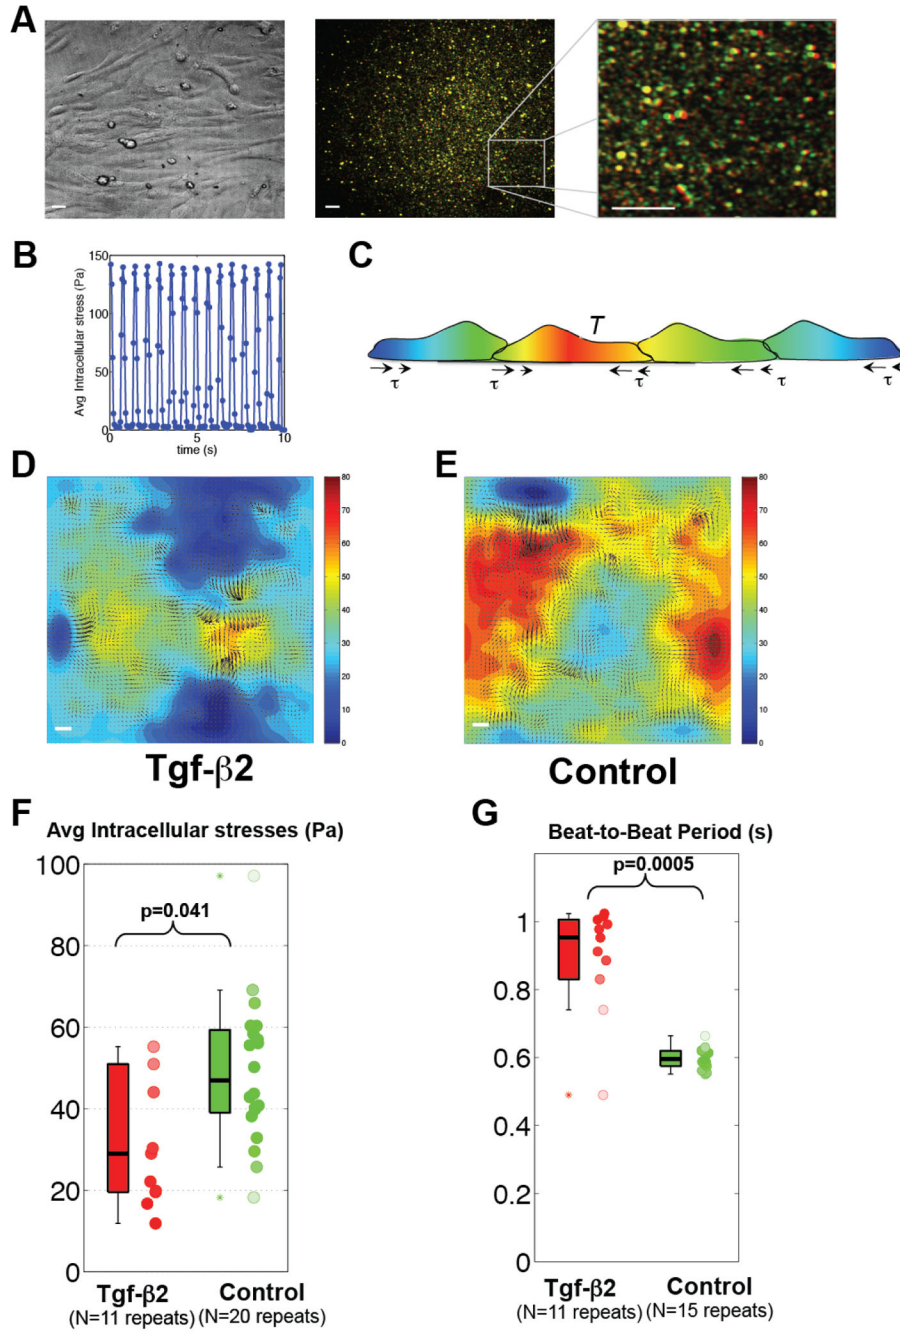 A
B
Avg Intracellular stress (Pa)
150
100
50
0
0
5
10
time (s)
C
T
τ
τ
τ
τ
D
80
70
60
50
40
30
20
10
0
Tgf-β2
E
80
70
60
50
40
30
20
10
0
Control
F
Avg Intracellular stresses (Pa)
100
80
60
40
20
0
p=0.041
Tgf-β2
(N=11 repeats)
Control
(N=20 repeats)
G
Beat-to-Beat Period (s)
p=0.0005
1
0.8
0.6
0.4
0.2
0
Tgf-β2
(N=11 repeats)
Control
(N=15 repeats)